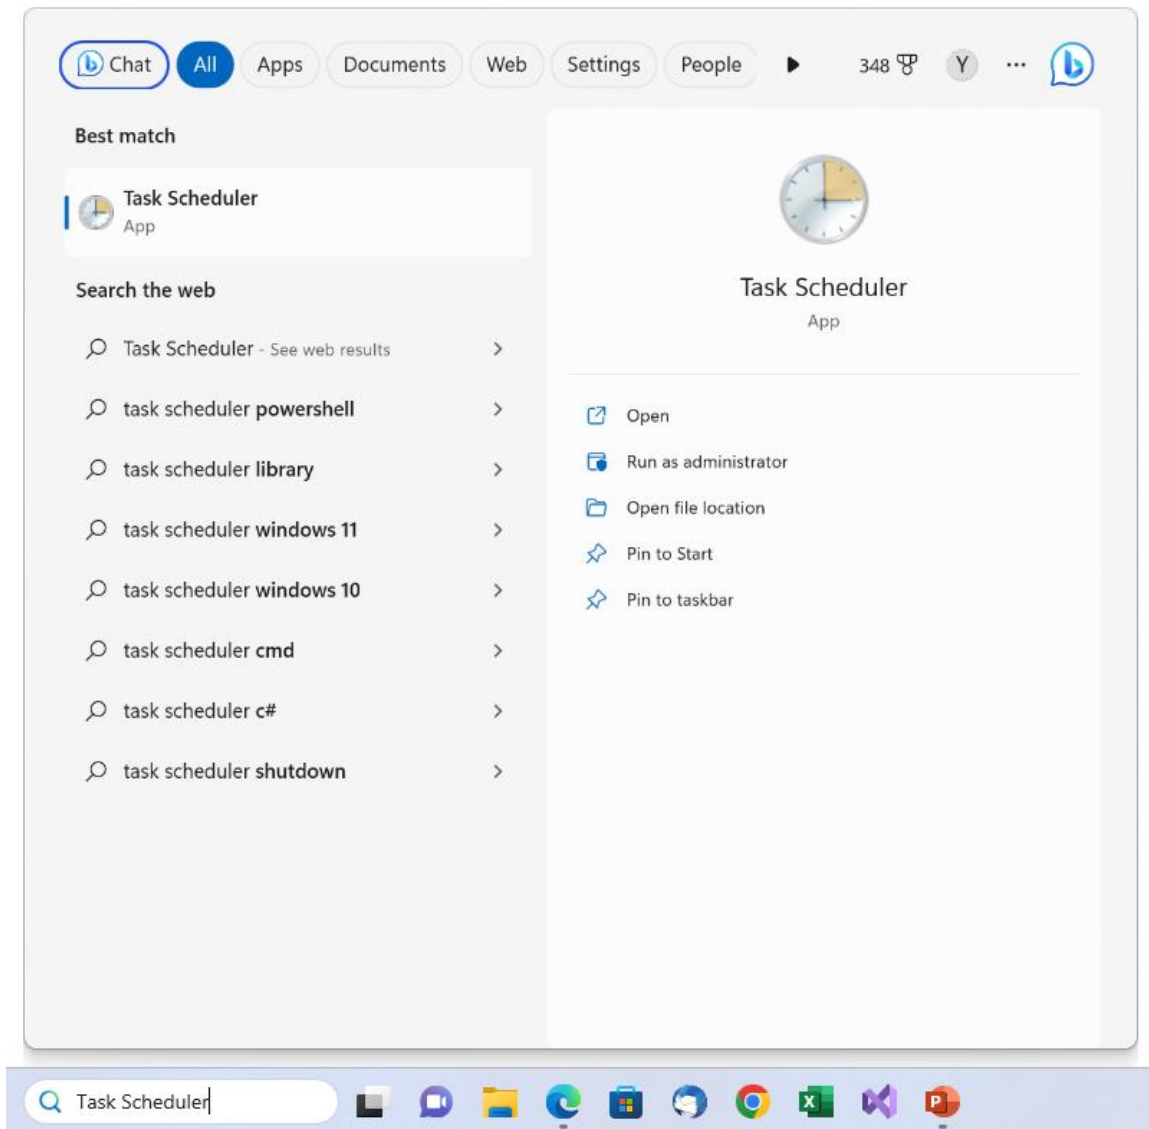 Chat All Apps Documents Web Settings People 348 Y ...
Best match
Task Scheduler
App
Search the web
Task Scheduler - See web results
task scheduler powershell
task scheduler library
task scheduler windows 11
task scheduler windows 10
task scheduler cmd
task scheduler c#
task scheduler shutdown
Task Scheduler
App
Open
Run as administrator
Open file location
Pin to Start
Pin to taskbar
Task Scheduler